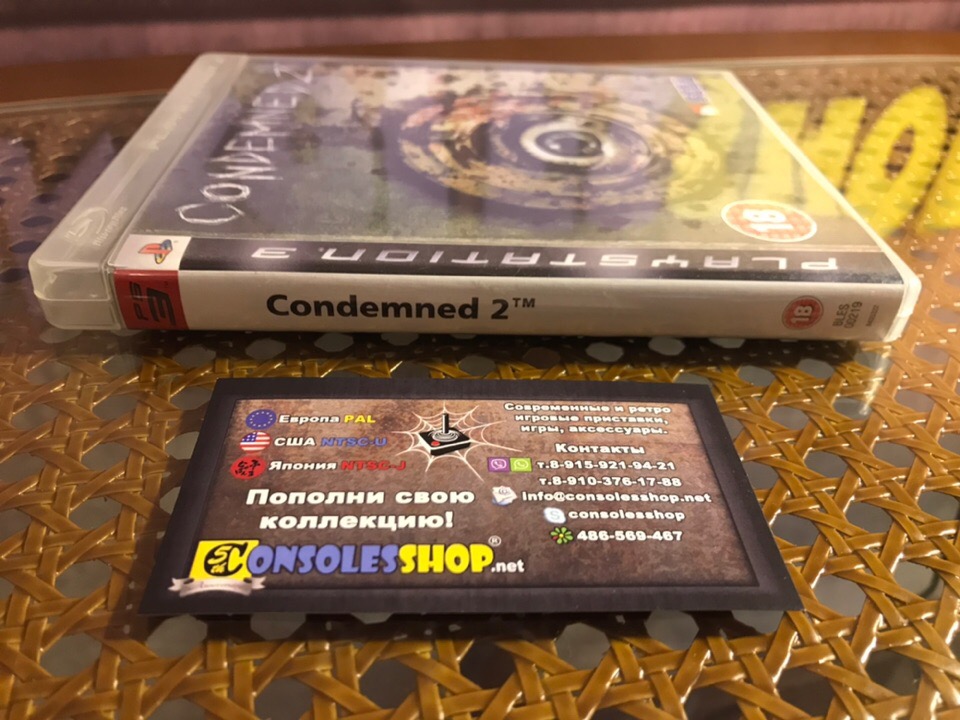 CONDEMNED 2
18
PLAYSTATION 3
PS3
Condemned 2™
18
BLES
00219
Европа PAL
США NTSC-U
Япония NTSC-J
Пополни свою
коллекцию!
CONSOLESSHOP.net
®
Современные и ретро
игровые приставки,
игры, аксессуары.
Контакты
т.8-915-921-94-21
т.8-910-376-17-88
info@consolesshop.net
consolesshop
486-569-467